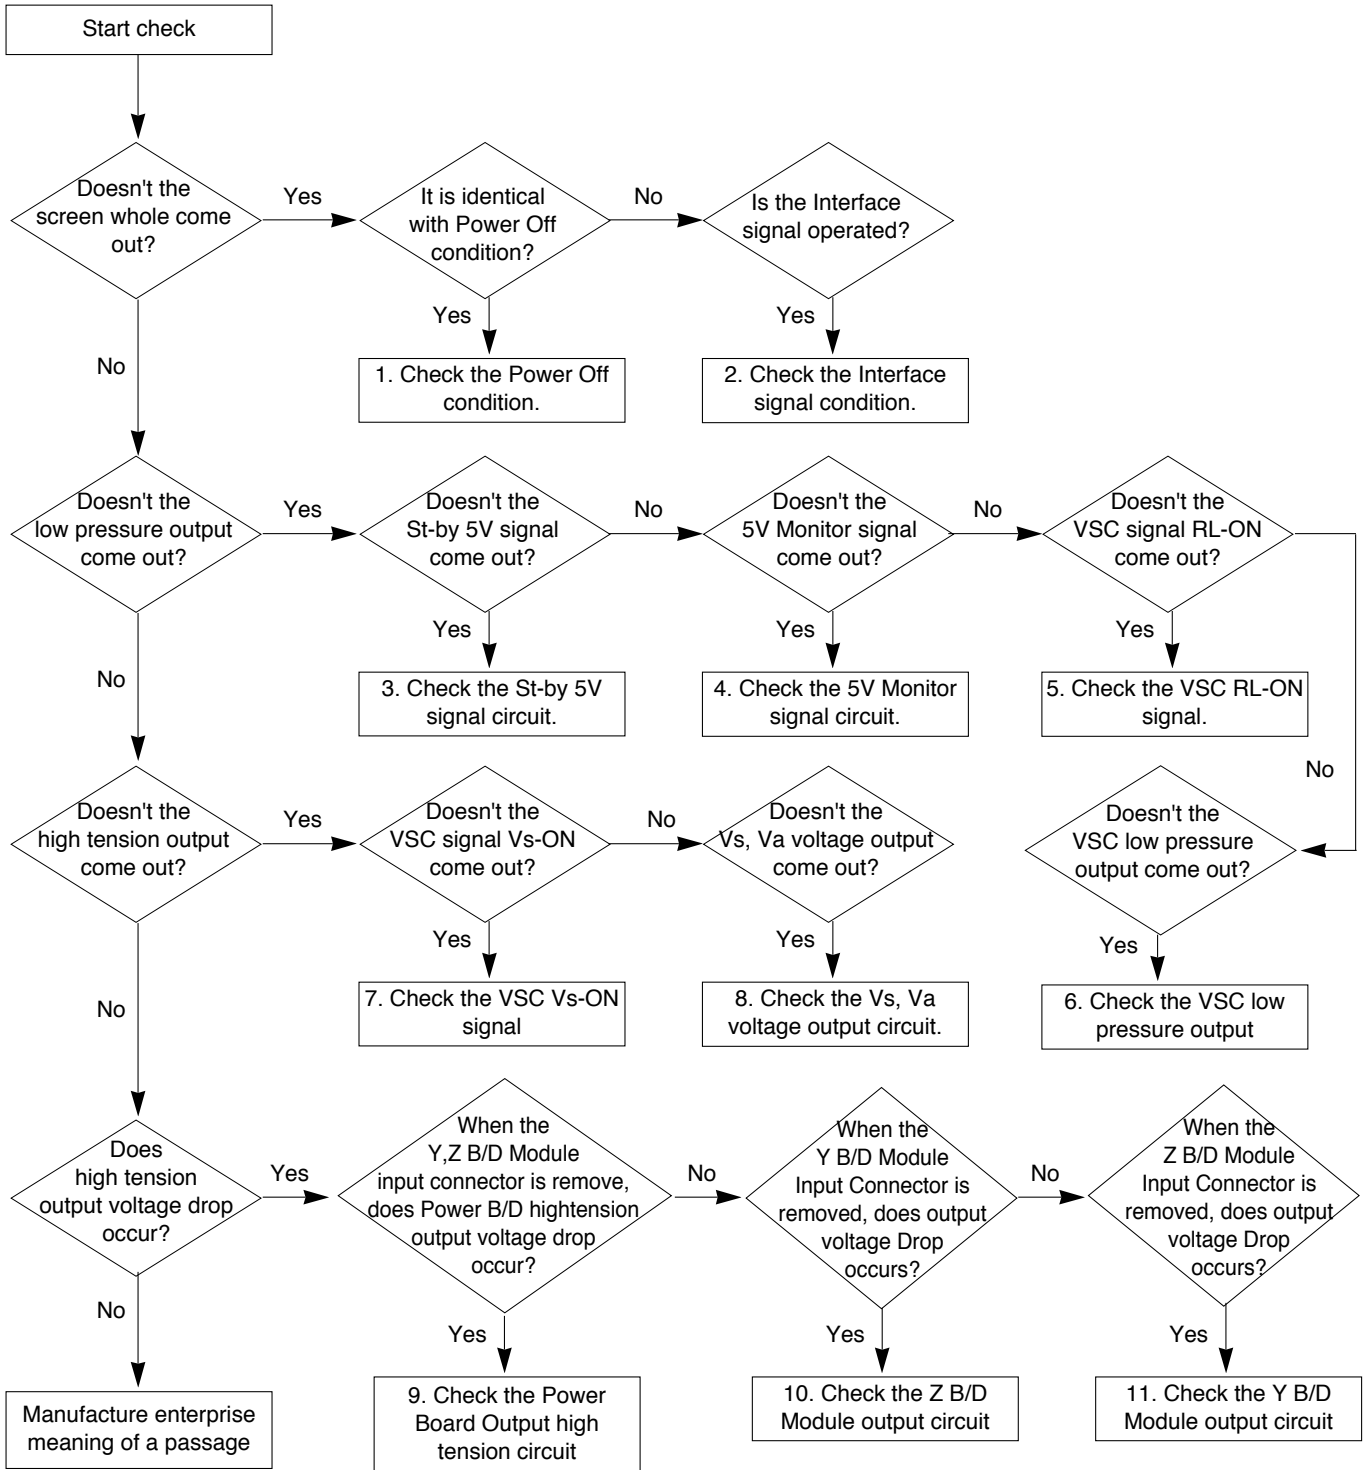 Start check
Doesn't the
screen whole come
out?
Yes
It is identical
with Power Off
condition?
No
Is the Interface
signal operated?
Yes
Yes
No
1. Check the Power Off
condition.
2. Check the Interface
signal condition.
Doesn't the
low pressure output
come out?
Yes
Doesn't the
St-by 5V signal
come out?
No
Doesn't the
5V Monitor signal
come out?
No
Doesn't the
VSC signal RL-ON
come out?
Yes
Yes
Yes
No
3. Check the St-by 5V
signal circuit.
4. Check the 5V Monitor
signal circuit.
5. Check the VSC RL-ON
signal.
No
Doesn't the
high tension output
come out?
Yes
Doesn't the
VSC signal Vs-ON
come out?
No
Doesn't the
Vs, Va voltage output
come out?
Doesn't the
VSC low pressure
output come out?
Yes
Yes
Yes
No
7. Check the VSC Vs-ON
signal
8. Check the Vs, Va
voltage output circuit.
6. Check the VSC low
pressure output
Does
high tension
output voltage drop
occur?
Yes
When the
Y,Z B/D Module
input connector is remove,
does Power B/D hightension
output voltage drop
occur?
No
When the
Y B/D Module
Input Connector is
removed, does output
voltage Drop
occurs?
No
When the
Z B/D Module
Input Connector is
removed, does output
voltage Drop
occurs?
No
Yes
Yes
Yes
Manufacture enterprise
meaning of a passage
9. Check the Power
Board Output high
tension circuit
10. Check the Z B/D
Module output circuit
11. Check the Y B/D
Module output circuit